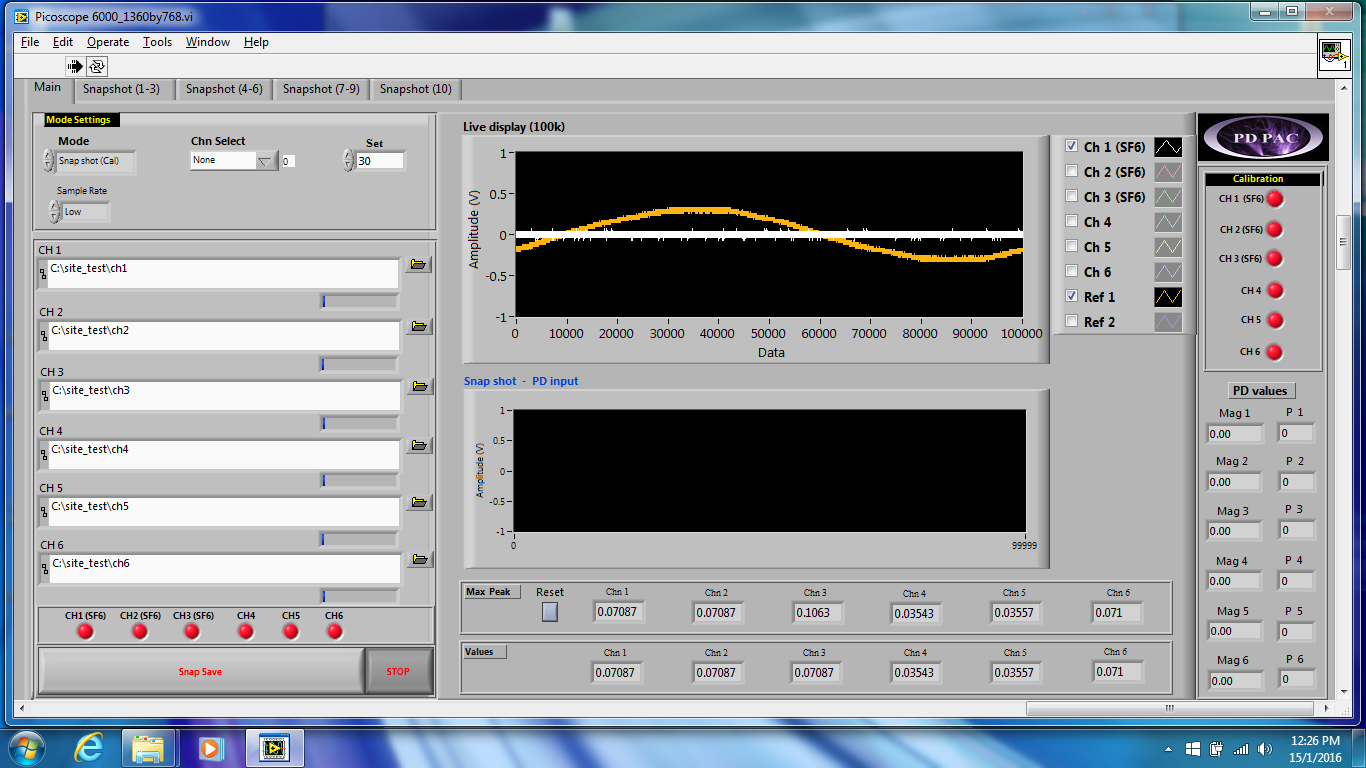 Picoscope 6000_1360by768.vi
File Edit Operate Tools Window Help
1
Main Snapshot (1-3) Snapshot (4-6) Snapshot (7-9) Snapshot (10)
Mode Settings
Mode Chn Select Set
Snap shot (Cal) None 0 30
Sample Rate
Low
CH 1
C:\site_test\ch1
CH 2
C:\site_test\ch2
CH 3
C:\site_test\ch3
CH 4
C:\site_test\ch4
CH 5
C:\site_test\ch5
CH 6
C:\site_test\ch6
CH1 (SF6) CH2 (SF6) CH3 (SF6) CH4 CH5 CH6
Snap Save STOP
Live display (100k)
Amplitude (V)
1
0.5
0
-0.5
-1
0 10000 20000 30000 40000 50000 60000 70000 80000 90000 100000
Data
Ch 1 (SF6)
Ch 2 (SF6)
Ch 3 (SF6)
Ch 4
Ch 5
Ch 6
Ref 1
Ref 2
Snap shot - PD input
Amplitude (V)
1
0.5
0
-0.5
-1
0 99999
Max Peak Reset Chn 1 Chn 2 Chn 3 Chn 4 Chn 5 Chn 6
0.07087 0.07087 0.1063 0.03543 0.03557 0.071
Values Chn 1 Chn 2 Chn 3 Chn 4 Chn 5 Chn 6
0.07087 0.07087 0.07087 0.03543 0.03557 0.071
PD PAC
Calibration
CH 1 (SF6)
CH 2 (SF6)
CH 3 (SF6)
CH 4
CH 5
CH 6
PD values
Mag 1 P 1
0.00 0
Mag 2 P 2
0.00 0
Mag 3 P 3
0.00 0
Mag 4 P 4
0.00 0
Mag 5 P 5
0.00 0
Mag 6 P 6
0.00 0
12:26 PM
15/1/2016